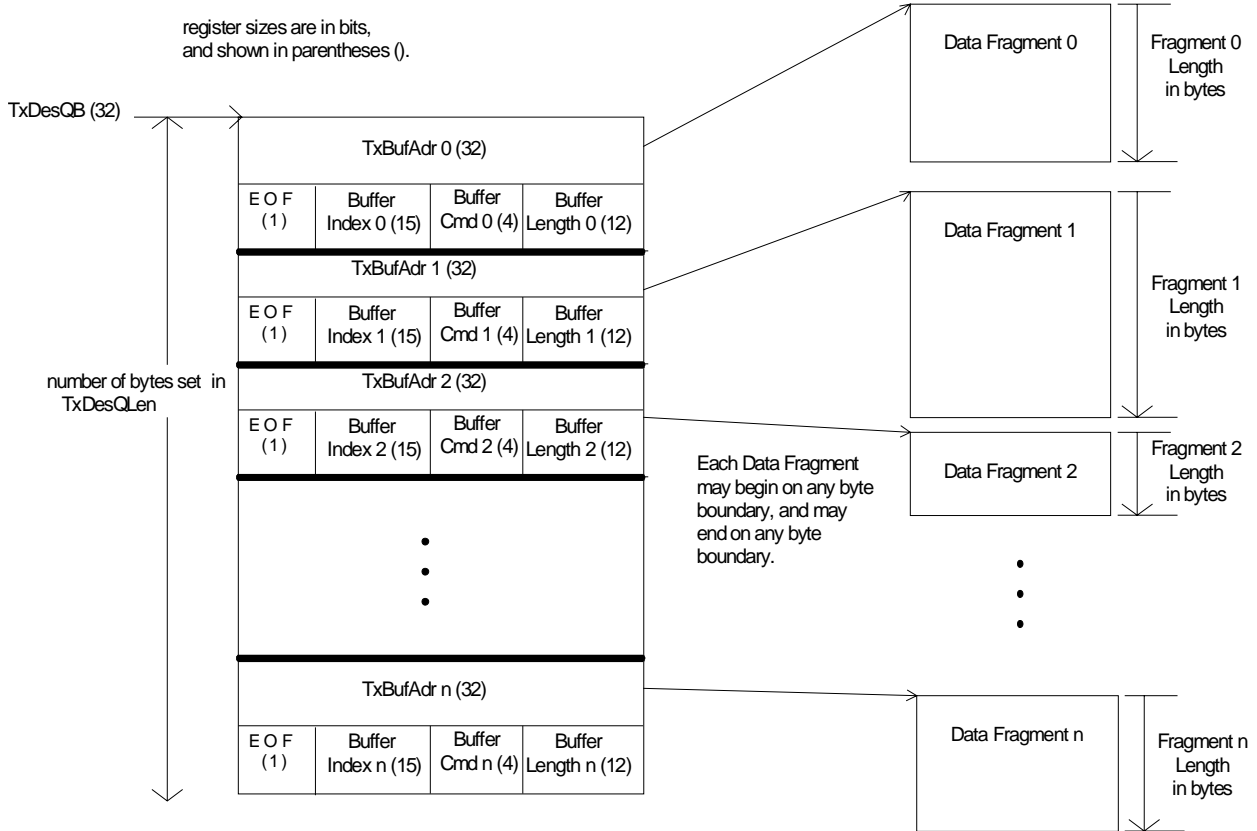 register sizes are in bits,
and shown in parentheses ().
TxDesQB (32)
number of bytes set in
TxDesQLen
TxBufAdr 0 (32)
E O F
(1)
Buffer
Index 0 (15)
Buffer
Cmd 0 (4)
Buffer
Length 0 (12)
TxBufAdr 1 (32)
E O F
(1)
Buffer
Index 1 (15)
Buffer
Cmd 1 (4)
Buffer
Length 1 (12)
TxBufAdr 2 (32)
E O F
(1)
Buffer
Index 2 (15)
Buffer
Cmd 2 (4)
Buffer
Length 2 (12)
TxBufAdr n (32)
E O F
(1)
Buffer
Index n (15)
Buffer
Cmd n (4)
Buffer
Length n (12)
Each Data Fragment
may begin on any byte
boundary, and may
end on any byte
boundary.
Data Fragment 0
Fragment 0
Length
in bytes
Data Fragment 1
Fragment 1
Length
in bytes
Data Fragment 2
Fragment 2
Length
in bytes
Data Fragment n
Fragment n
Length
in bytes